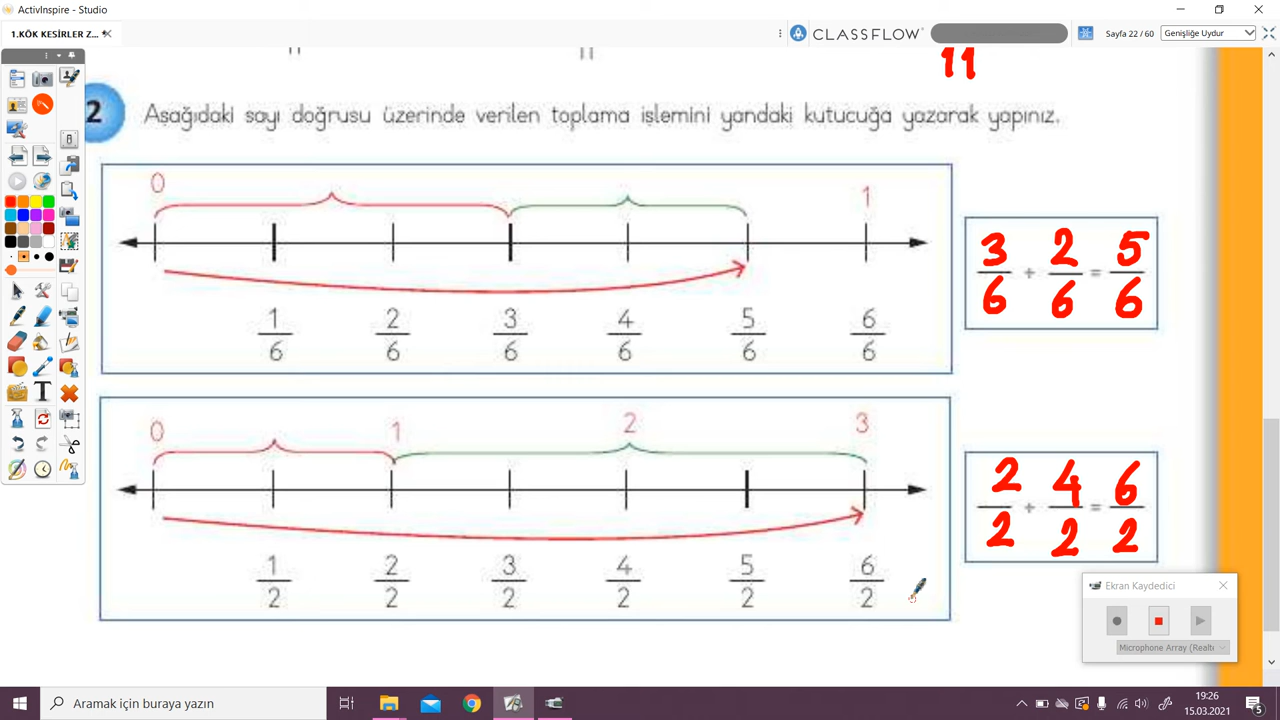 ActivInspire - Studio
1.KÖK KESİRLER Z...
CLASSFLOW
Sayfa 22 / 60
Genişliğe Uydur
11
2 Aşağıdaki sayı doğrusu üzerinde verilen toplama işlemini yandaki kutucuğa yazarak yapınız.
0 1
1/6 2/6 3/6 4/6 5/6 6/6
3/6 + 2/6 = 5/6
0 1 2 3
1/2 2/2 3/2 4/2 5/2 6/2
2/2 + 4/2 = 6/2
Ekran Kaydedici
Microphone Array (Realt
Aramak için buraya yazın
19:26
15.03.2021
5